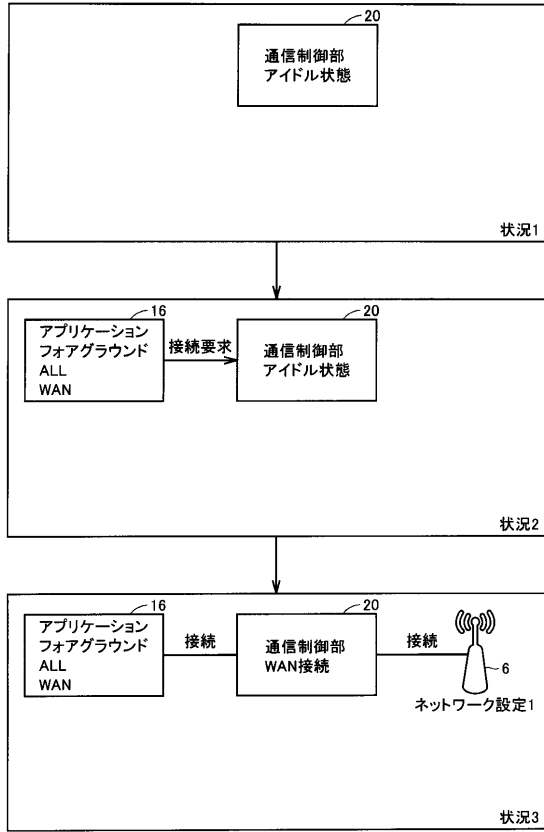 20
通信制御部
アイドル状態
状況1
16
アプリケーション
フォアグラウンド
ALL
WAN
接続要求
20
通信制御部
アイドル状態
状況2
16
アプリケーション
フォアグラウンド
ALL
WAN
接続
20
通信制御部
WAN接続
接続
6
ネットワーク設定1
状況3